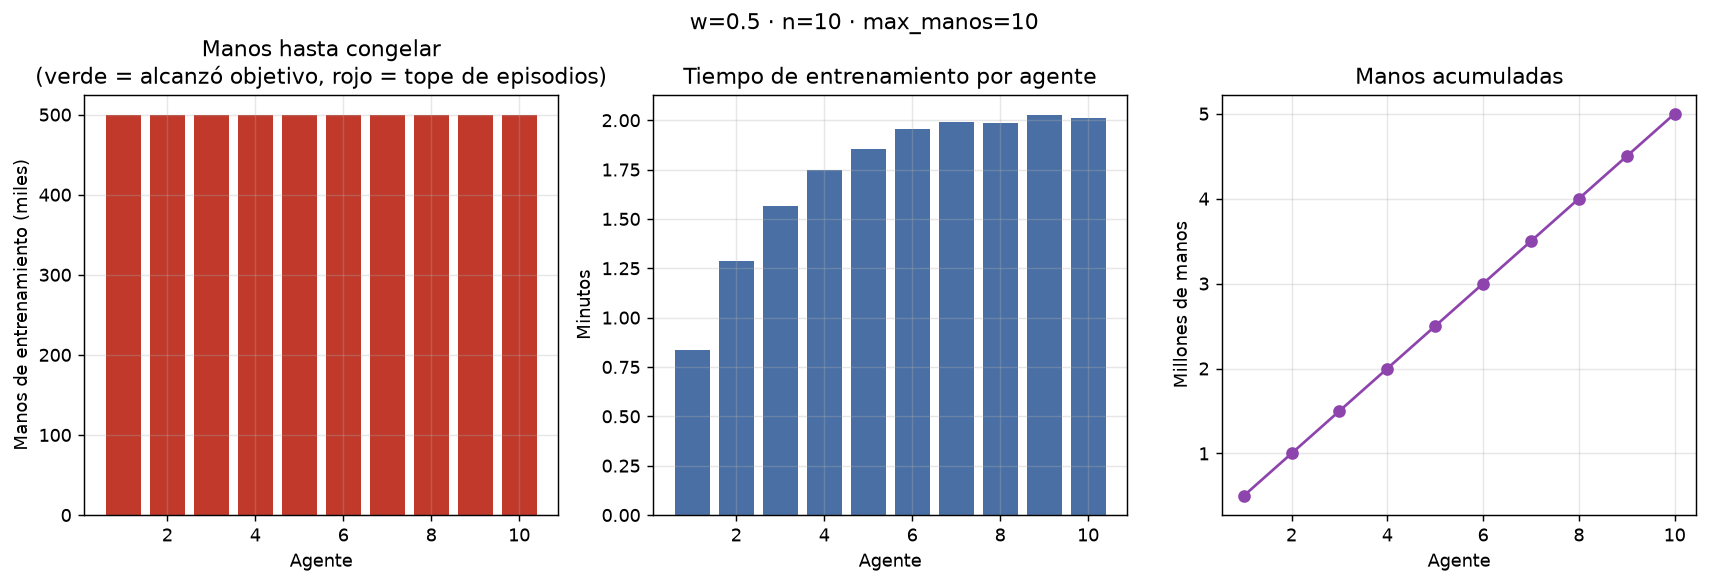 w=0.5 · n=10 · max_manos=10
Manos hasta congelar
(verde = alcanzó objetivo, rojo = tope de episodios)
Manos de entrenamiento (miles)
500
400
300
200
100
0
2 4 6 8 10
Agente
Tiempo de entrenamiento por agente
Minutos
2.00
1.75
1.50
1.25
1.00
0.75
0.50
0.25
0.00
2 4 6 8 10
Agente
Manos acumuladas
Millones de manos
5
4
3
2
1
2 4 6 8 10
Agente